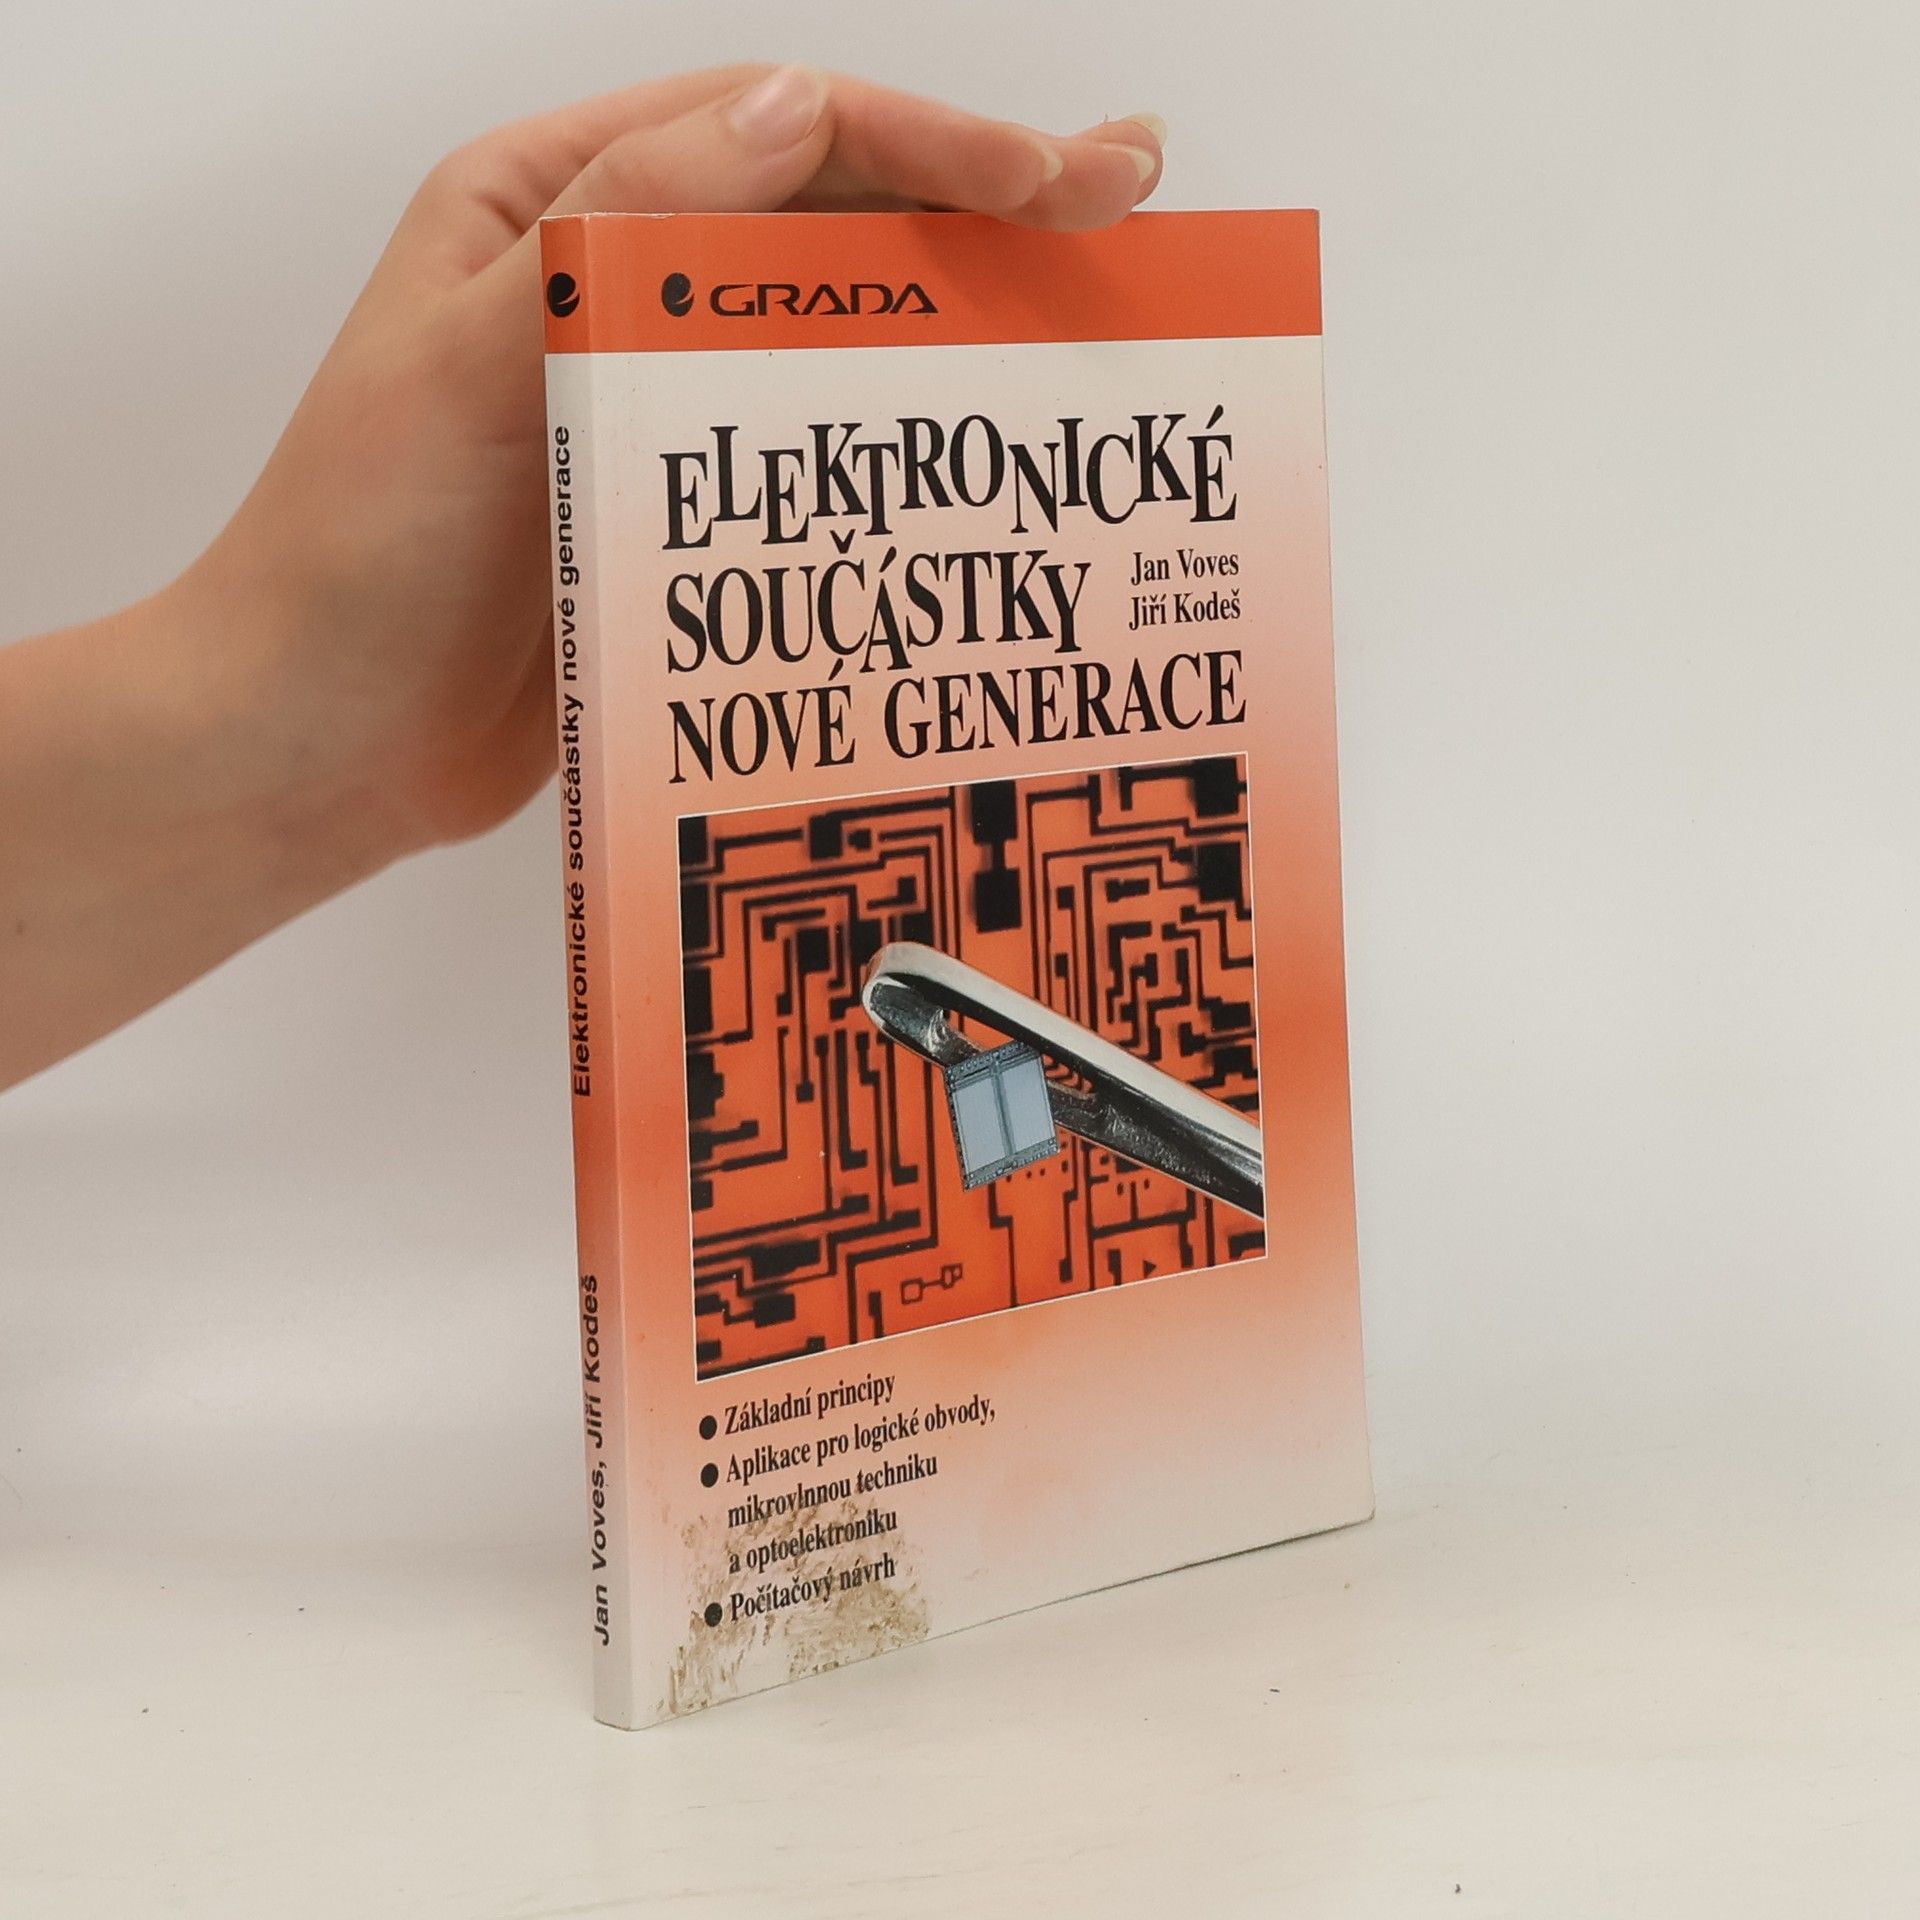 GRADA
ELEKTRONICKÉ
SOUČÁSTKY
Jan Voves
Jiří Kodeš
NOVÉ GENERACE
● Základní principy
● Aplikace pro logické obvody,
mikrovlnnou techniku
a optoelektroniku
● Počítačový návrh
Jan Voves, Jiří Kodeš Elektronické součástky nové generace